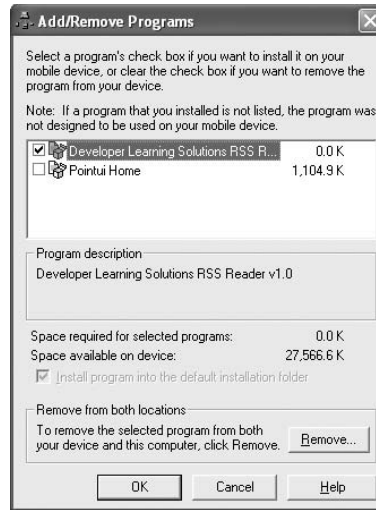 Add/Remove Programs
Select a program's check box if you want to install it on your
mobile device, or clear the check box if you want to remove the
program from your device.
Note: If a program that you installed is not listed, the program was
not designed to be used on your mobile device.
Developer Learning Solutions RSS R... 0.0 K
Pointui Home 1,104.9 K
Program description
Developer Learning Solutions RSS Reader v1.0
Space required for selected programs: 0.0 K
Space available on device: 27,566.6 K
Install program into the default installation folder
Remove from both locations
To remove the selected program from both
your device and this computer, click Remove.
Remove...
OK Cancel Help